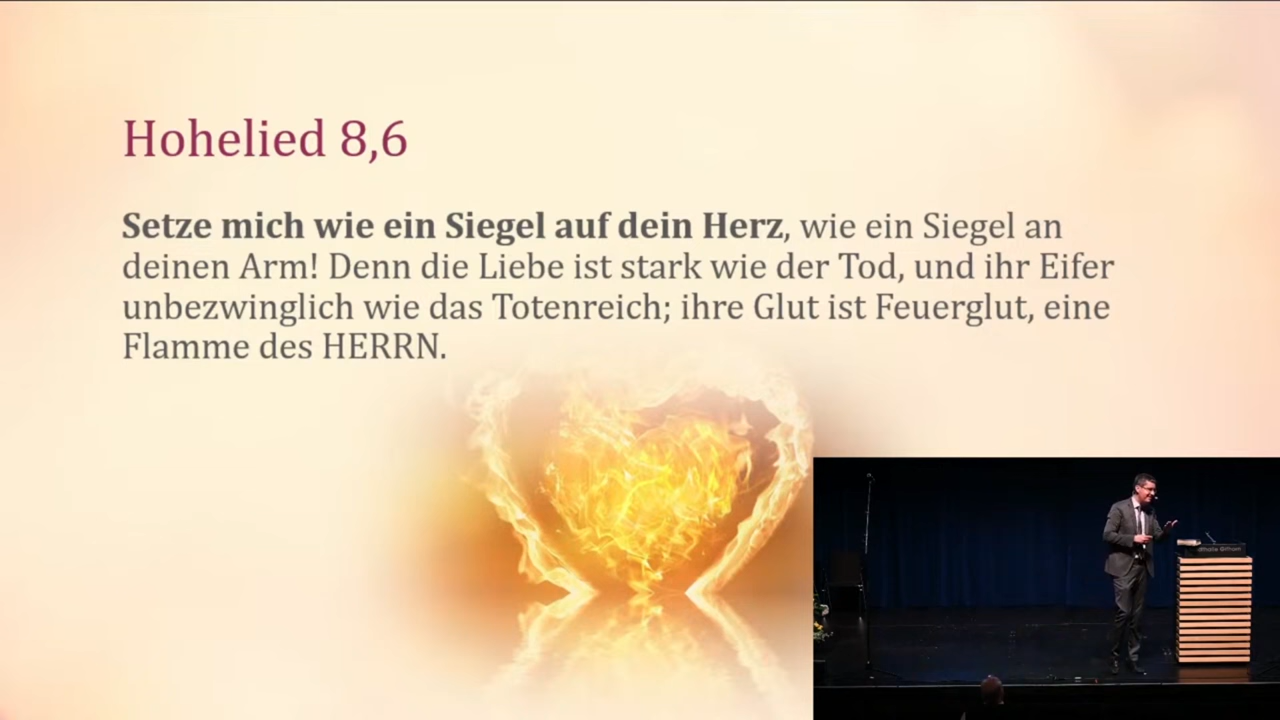 Hohelied 8,6
Setze mich wie ein Siegel auf dein Herz, wie ein Siegel an
deinen Arm! Denn die Liebe ist stark wie der Tod, und ihr Eifer
unbezwinglich wie das Totenreich; ihre Glut ist Feuerglut, eine
Flamme des HERRN.